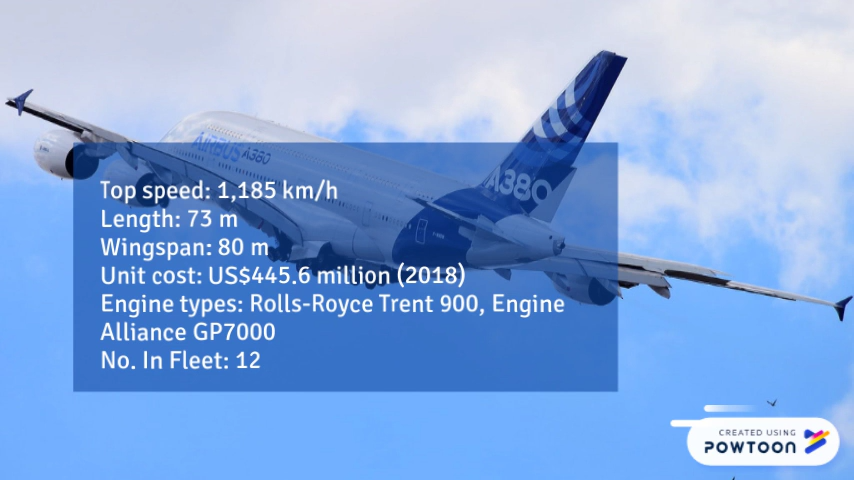 AIRBUS A380
A380
Top speed: 1,185 km/h
Length: 73 m
Wingspan: 80 m
Unit cost: US$445.6 million (2018)
Engine types: Rolls-Royce Trent 900, Engine
Alliance GP7000
No. In Fleet: 12
CREATED USING
POWTOON